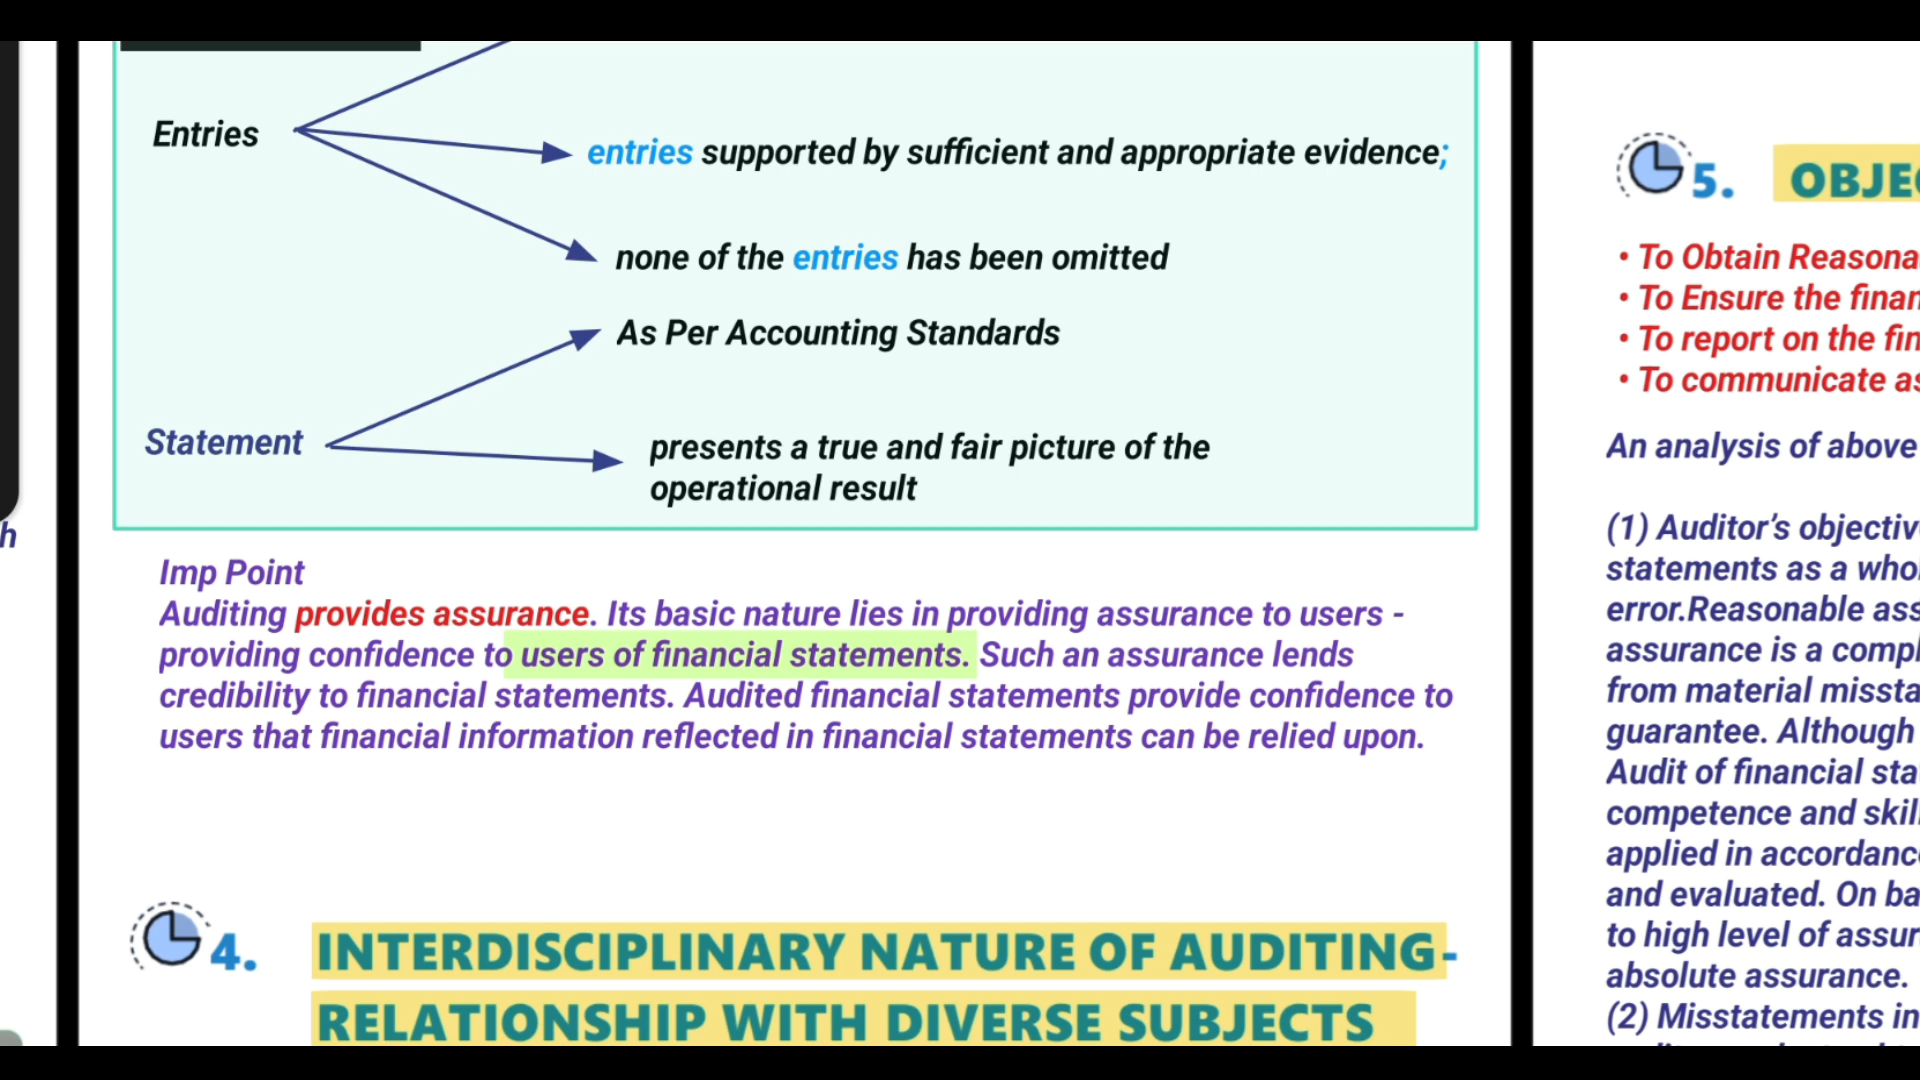 Entries
entries supported by sufficient and appropriate evidence;
none of the entries has been omitted
As Per Accounting Standards
Statement
presents a true and fair picture of the
operational result
Imp Point
Auditing provides assurance. Its basic nature lies in providing assurance to users -
providing confidence to users of financial statements. Such an assurance lends
credibility to financial statements. Audited financial statements provide confidence to
users that financial information reflected in financial statements can be relied upon.
4. INTERDISCIPLINARY NATURE OF AUDITING-
RELATIONSHIP WITH DIVERSE SUBJECTS
h
5. OBJE
• To Obtain Reasona
• To Ensure the finan
• To report on the fin
• To communicate as
An analysis of above
(1) Auditor's objectiv
statements as a who
error.Reasonable ass
assurance is a compl
from material missta
guarantee. Although
Audit of financial sta
competence and skil
applied in accordanc
and evaluated. On ba
to high level of assur
absolute assurance.
(2) Misstatements in